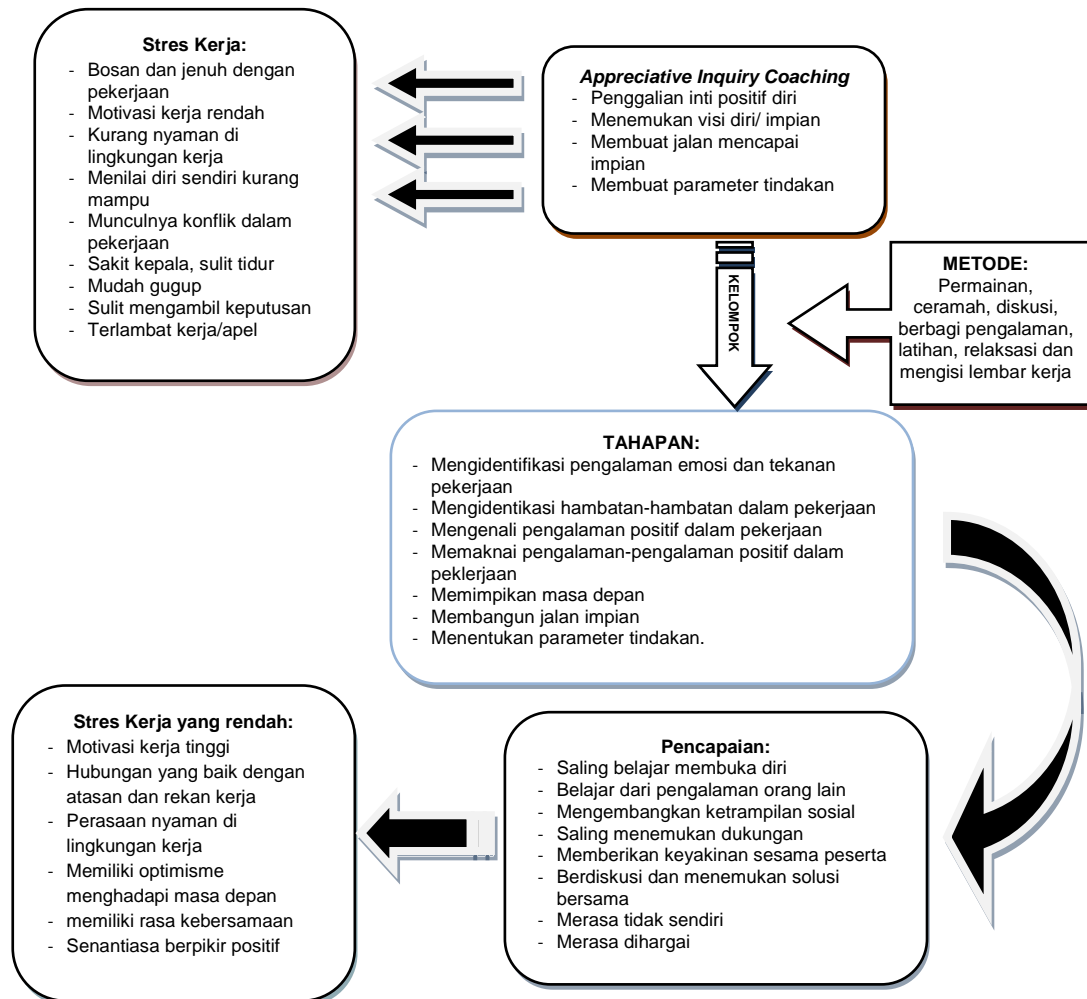 Stres Kerja:
- Bosan dan jenuh dengan
pekerjaan
- Motivasi kerja rendah
- Kurang nyaman di
lingkungan kerja
- Menilai diri sendiri kurang
mampu
- Munculnya konflik dalam
pekerjaan
- Sakit kepala, sulit tidur
- Mudah gugup
- Sulit mengambil keputusan
- Terlambat kerja/apel
Appreciative Inquiry Coaching
- Penggalian inti positif diri
- Menemukan visi diri/ impian
- Membuat jalan mencapai
impian
- Membuat parameter tindakan
KELOMPOK
METODE:
Permainan,
ceramah, diskusi,
berbagi pengalaman,
latihan, relaksasi dan
mengisi lembar kerja
TAHAPAN:
- Mengidentifikasi pengalaman emosi dan tekanan
pekerjaan
- Mengidentikasi hambatan-hambatan dalam pekerjaan
- Mengenali pengalaman positif dalam pekerjaan
- Memaknai pengalaman-pengalaman positif dalam
peklerjaan
- Memimpikan masa depan
- Membangun jalan impian
- Menentukan parameter tindakan.
Pencapaian:
- Saling belajar membuka diri
- Belajar dari pengalaman orang lain
- Mengembangkan ketrampilan sosial
- Saling menemukan dukungan
- Memberikan keyakinan sesama peserta
- Berdiskusi dan menemukan solusi
bersama
- Merasa tidak sendiri
- Merasa dihargai
Stres Kerja yang rendah:
- Motivasi kerja tinggi
- Hubungan yang baik dengan
atasan dan rekan kerja
- Perasaan nyaman di
lingkungan kerja
- Memiliki optimisme
menghadapi masa depan
- memiliki rasa kebersamaan
- Senantiasa berpikir positif